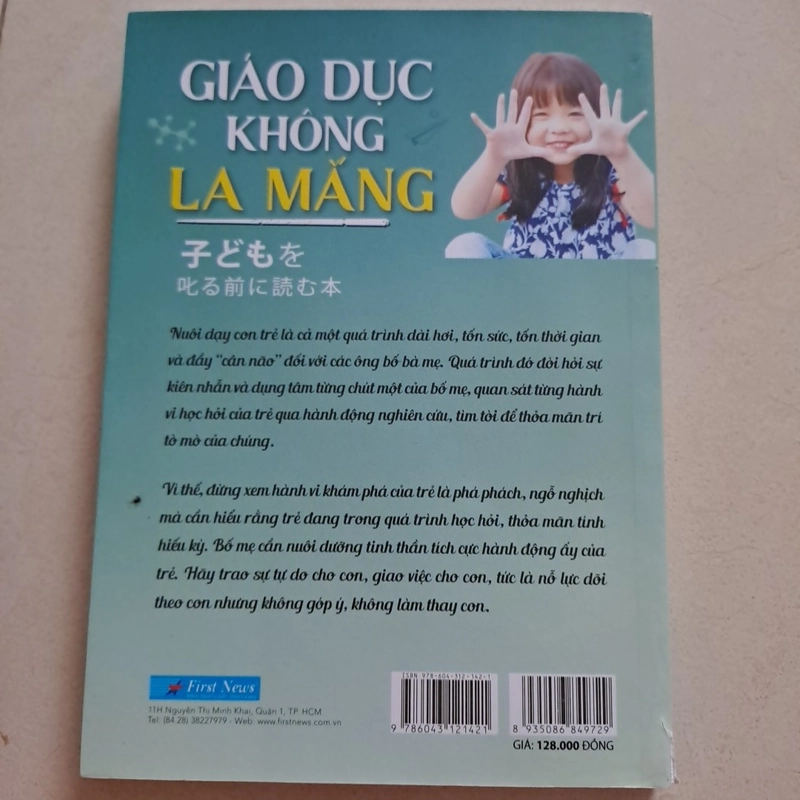 GIÁO DỤC
KHÔNG
LA MẮNG
子どもを
叱る前に読む本
Nuôi dạy con trẻ là cả một quá trình dài hơi, tốn sức, tốn thời gian
và đầy “cân não” đối với các ông bố bà mẹ. Quá trình đó đòi hỏi sự
kiên nhẫn và dụng tâm từng chút một của bố mẹ, quan sát từng hành
vi học hỏi của trẻ qua hành động nghiên cứu, tìm tòi để thỏa mãn trí
tò mò của chúng.
Vì thế, đừng xem hành vi khám phá của trẻ là phá phách, ngỗ nghịch
mà cần hiểu rằng trẻ đang trong quá trình học hỏi, thỏa mãn tính
hiếu kỳ. Bố mẹ cần nuôi dưỡng tinh thần tích cực hành động ấy của
trẻ. Hãy trao sự tự do cho con, giao việc cho con, tức là nỗ lực dõi
theo con nhưng không góp ý, không làm thay con.
First News
11H Nguyễn Thị Minh Khai, Quận 1, TP. HCM
Tel: (84.28) 38227979 - Web: www.firstnews.com.vn
ISBN 978-604-312-142-1
9 786043 121421
8 935086 849729
GIÁ: 128.000 ĐỒNG